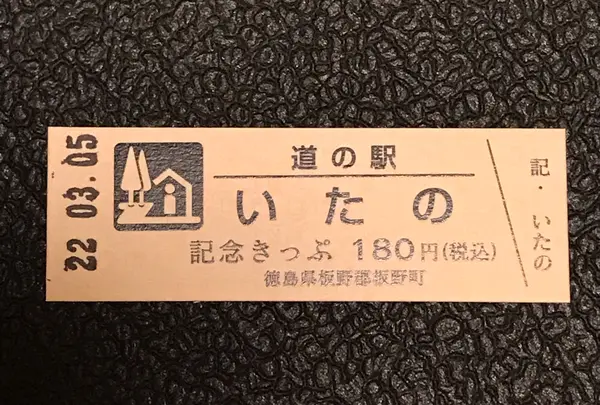 22 03.05
道の駅
いたの
記念きっぷ 180円(税込)
徳島県板野郡板野町
記・いたの